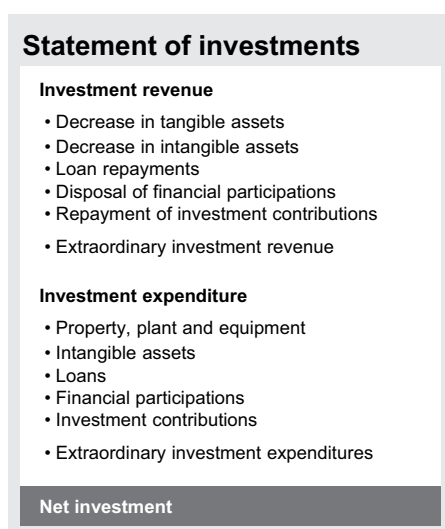 Statement of investments
Investment revenue
• Decrease in tangible assets
• Decrease in intangible assets
• Loan repayments
• Disposal of financial participations
• Repayment of investment contributions
• Extraordinary investment revenue
Investment expenditure
• Property, plant and equipment
• Intangible assets
• Loans
• Financial participations
• Investment contributions
• Extraordinary investment expenditures
Net investment